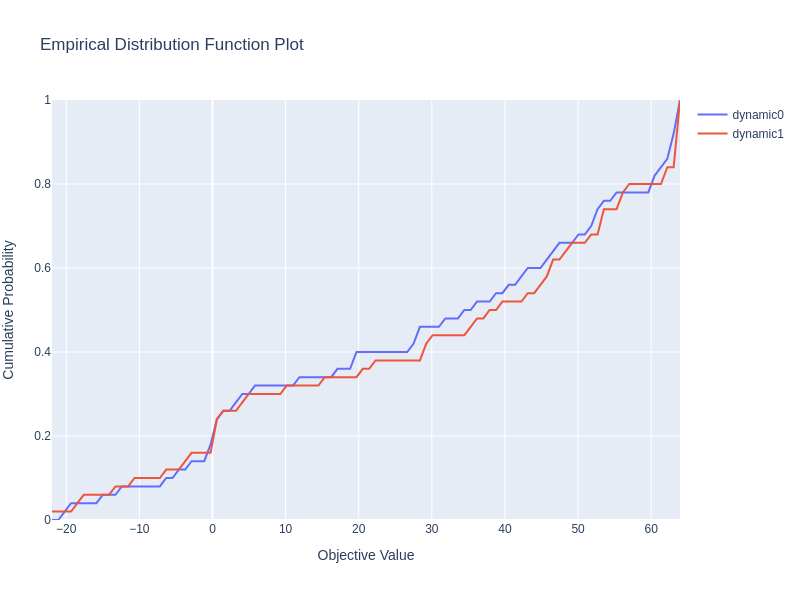 Empirical Distribution Function Plot
dynamic0
dynamic1
Cumulative Probability
1
0.8
0.6
0.4
0.2
0
−20 −10 0 10 20 30 40 50 60
Objective Value